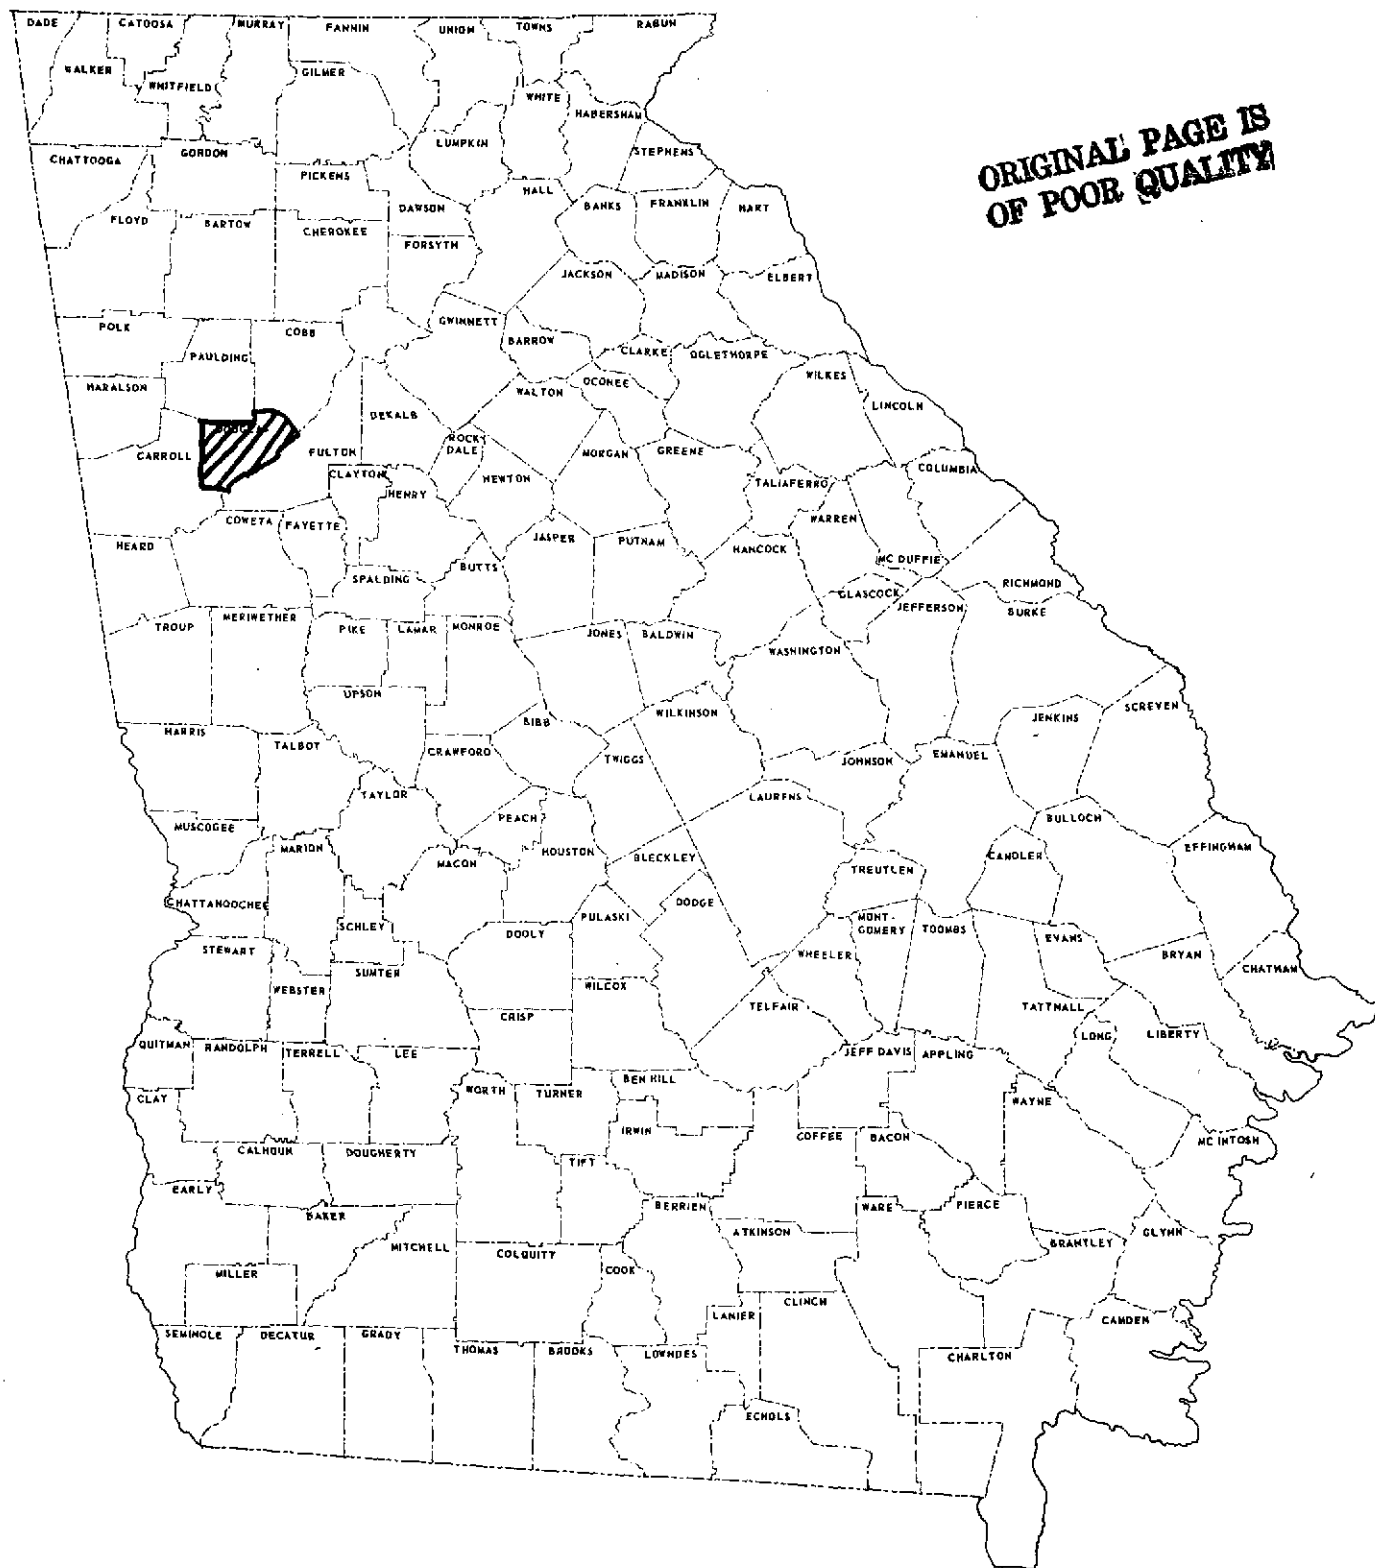 DADE
CATOOSA
MURRAY
FANNIN
UNION
TOWNS
RABUN
WALKER
WHITFIELD
GILMER
WHITE
HABERSHAM
ORIGINAL PAGE IS
OF POOR QUALITY
CHATTOOGA
GORDON
LUMPKIN
STEPHENS
PICKENS
HALL
BANKS
FRANKLIN
HART
DAWSON
FLOYD
BARTOW
CHEROKEE
FORSYTH
JACKSON
MADISON
ELBERT
POLK
COBB
GWINNETT
BARROW
CLARKE
OGLETHORPE
PAULDING
HARALSON
WALTON
OCONEE
WILKES
LINCOLN
DEKALB
CARROLL
FULTON
ROCK
DALE
MORGAN
GREENE
CLAYTON
HENRY
NEWTON
TALIAFERRO
COLUMBIA
COWETA
FAYETTE
WARREN
HEARD
JASPER
PUTNAM
HANCOCK
MC DUFFIE
SPALDING
BUTTS
GLASCOCK
RICHMOND
JEFFERSON
BURKE
TROUP
MERIWETHER
PIKE
LAMAR
MONROE
JONES
BALDWIN
WASHINGTON
UPSON
WILKINSON
JENKINS
SCREVEN
HARRIS
TALBOT
CRAWFORD
BIBB
TWIGGS
JOHNSON
EMANUEL
TAYLOR
LAURENS
MUSCOGEE
PEACH
BULLOCH
MARION
MACON
HOUSTON
BLECKLEY
CANDLER
EFFINGHAM
TREUTLEN
CHATTAHOOCHEE
SCHLEY
DOOLY
PULASKI
DODGE
MONT-
GOMERY
TOOMBS
EVANS
STEWART
SUMTER
WHEELER
BRYAN
CHATHAM
WEBSTER
WILCOX
CRISP
TELFAIR
TATTNALL
QUITMAN
RANDOLPH
TERRELL
LEE
JEFF DAVIS
APPLING
LONG
LIBERTY
CLAY
WORTH
TURNER
BEN HILL
WAYNE
IRWIN
COFFEE
BACON
MC INTOSH
CALHOUN
DOUGHERTY
TIFT
EARLY
BAKER
BERRIEN
WARE
PIERCE
MITCHELL
COLQUITT
ATKINSON
BRANTLEY
GLYNN
MILLER
COOK
LANIER
CLINCH
CAMDEN
SEMINOLE
DECATUR
GRADY
THOMAS
BROOKS
LOWNDES
CHARLTON
ECHOLS